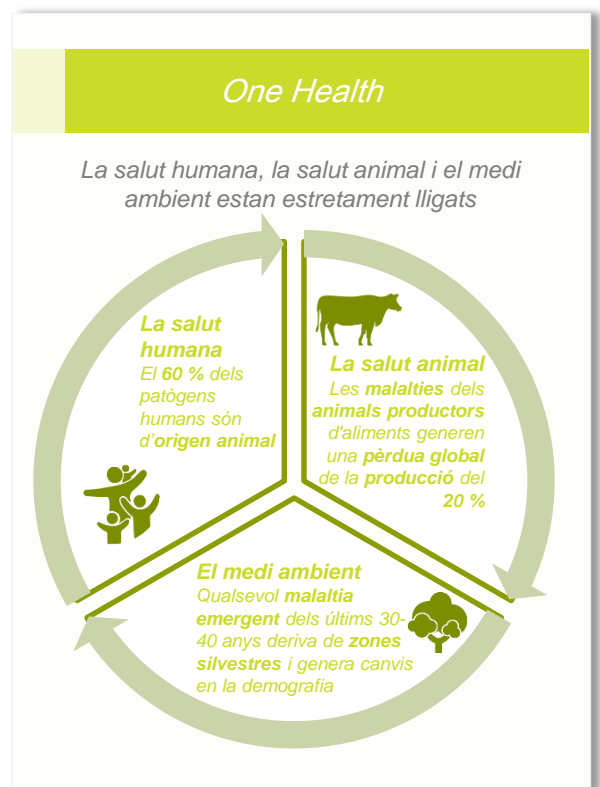 One Health
La salut humana, la salut animal i el medi
ambient estan estretament lligats
La salut
humana
El 60 % dels
patògens
humans són
d'origen animal
La salut animal
Les malalties dels
animals productors
d'aliments generen
una pèrdua global
de la producció del
20 %
El medi ambient
Qualsevol malaltia
emergent dels últims 30-
40 anys deriva de zones
silvestres i genera canvis
en la demografia